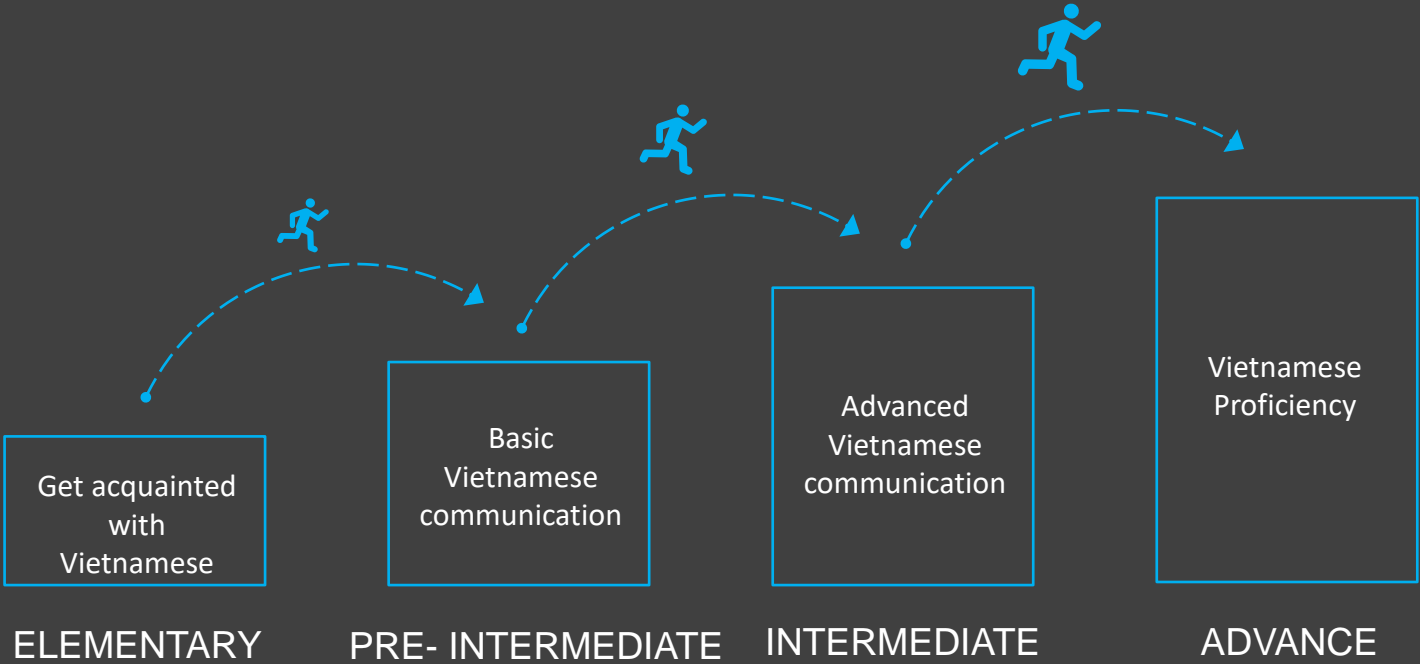 Get acquainted
with
Vietnamese
Basic
Vietnamese
communication
Advanced
Vietnamese
communication
Vietnamese
Proficiency
ELEMENTARY
PRE- INTERMEDIATE
INTERMEDIATE
ADVANCE